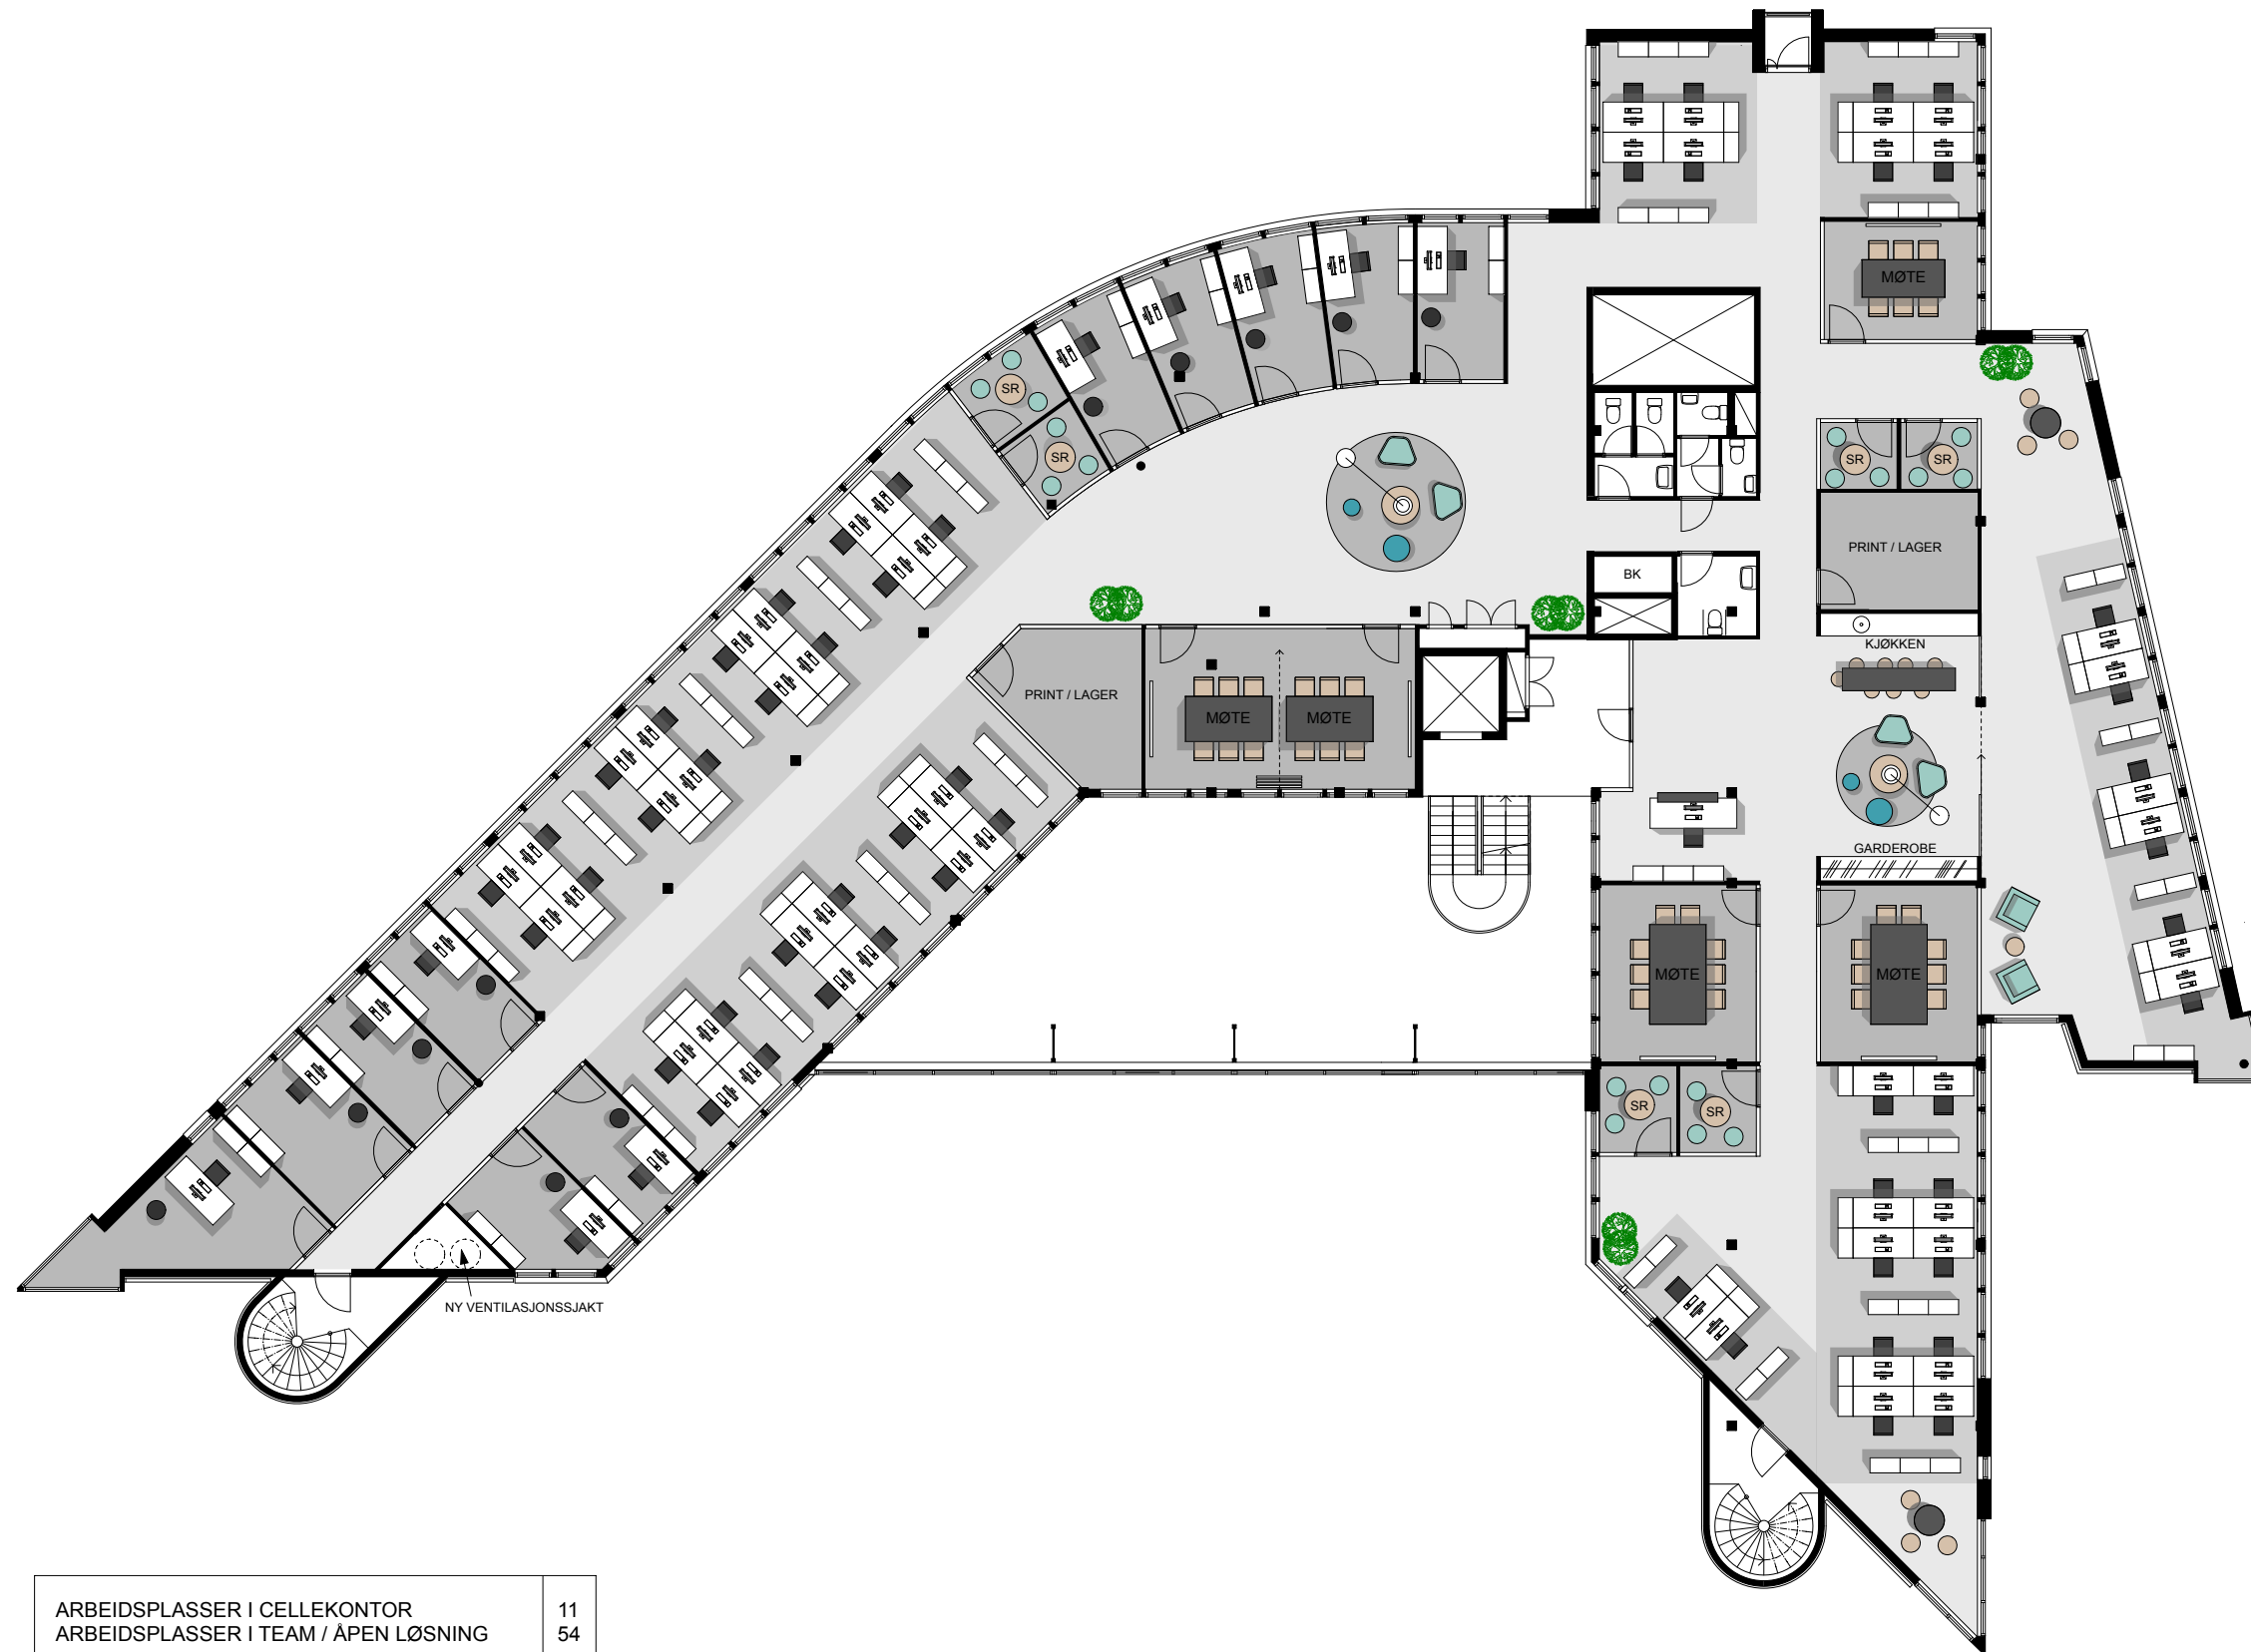 MØTE
SR
SR
SR
SR
PRINT / LAGER
BK
KJØKKEN
PRINT / LAGER
MØTE
MØTE
GARDEROBE
MØTE
MØTE
SR
SR
NY VENTILASJONSSJAKT
ARBEIDSPLASSER I CELLEKONTOR 11
ARBEIDSPLASSER I TEAM / ÅPEN LØSNING 54